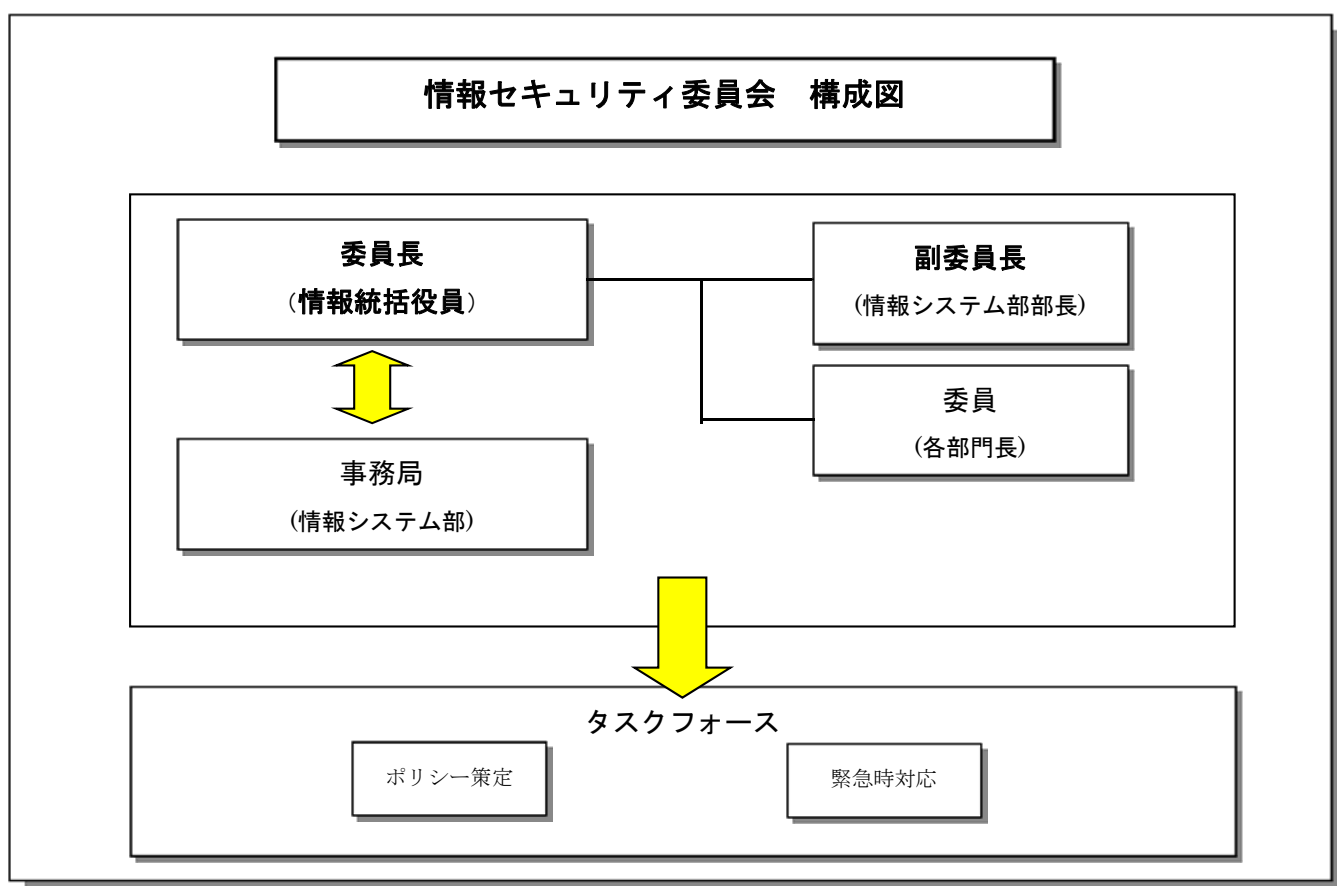 情報セキュリティ委員会　構成図
委員長
（情報統括役員）
副委員長
(情報システム部部長)
委員
(各部門長)
事務局
(情報システム部)
タスクフォース
ポリシー策定
緊急時対応